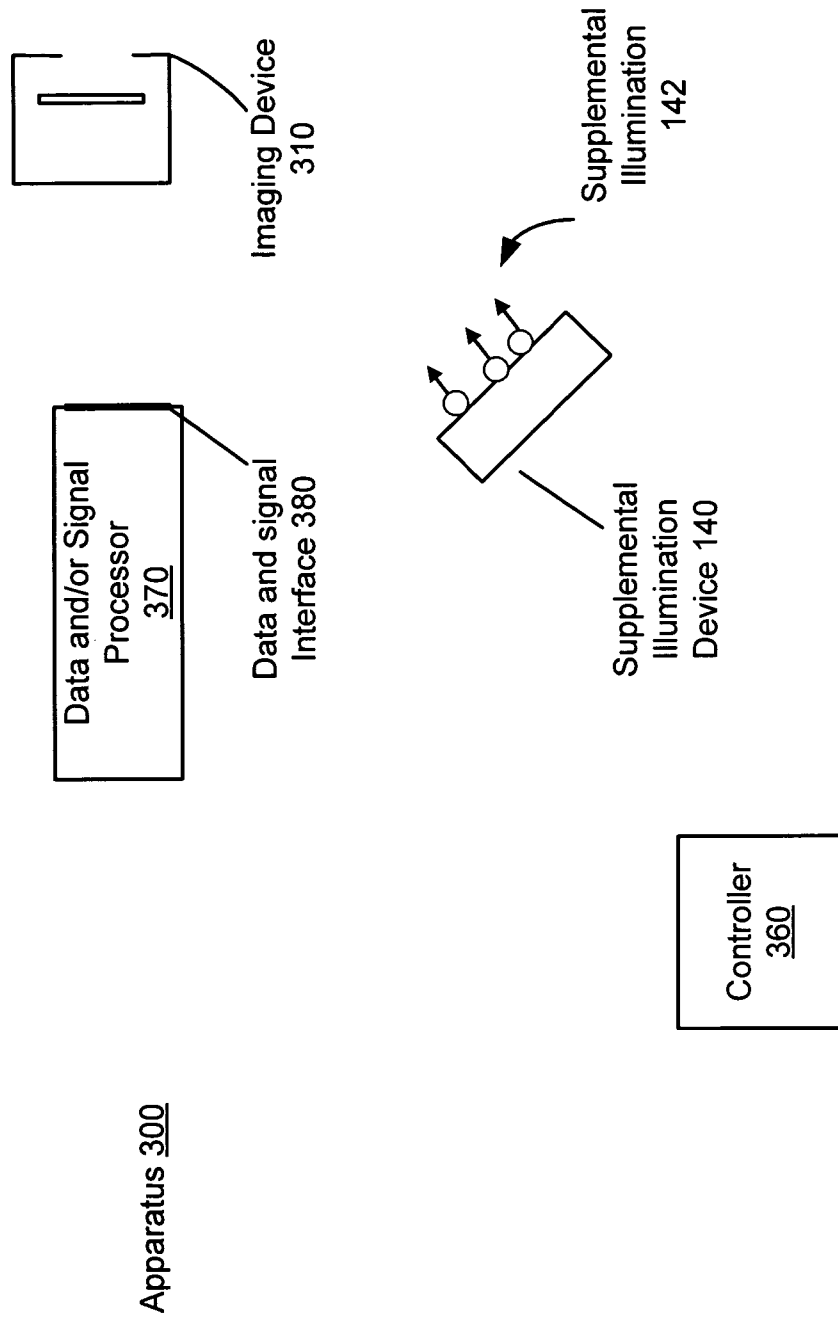 Apparatus 300
Data and/or Signal
Processor
370
Data and signal
Interface 380
Imaging Device
310
Controller
360
Supplemental
Illumination
Device 140
Supplemental
Illumination
142